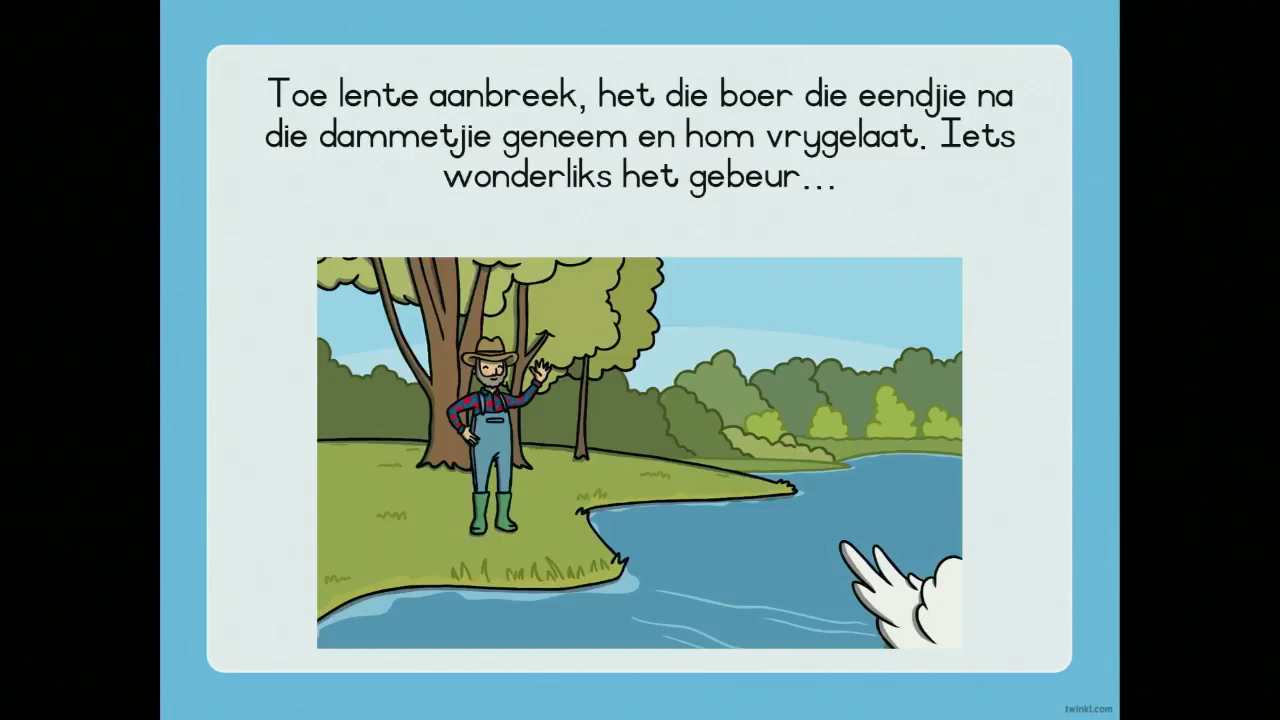 Toe lente aanbreek, het die boer die eendjie na
die dammetjie geneem en hom vrygelaat. Iets
wonderliks het gebeur...
twinkl.com